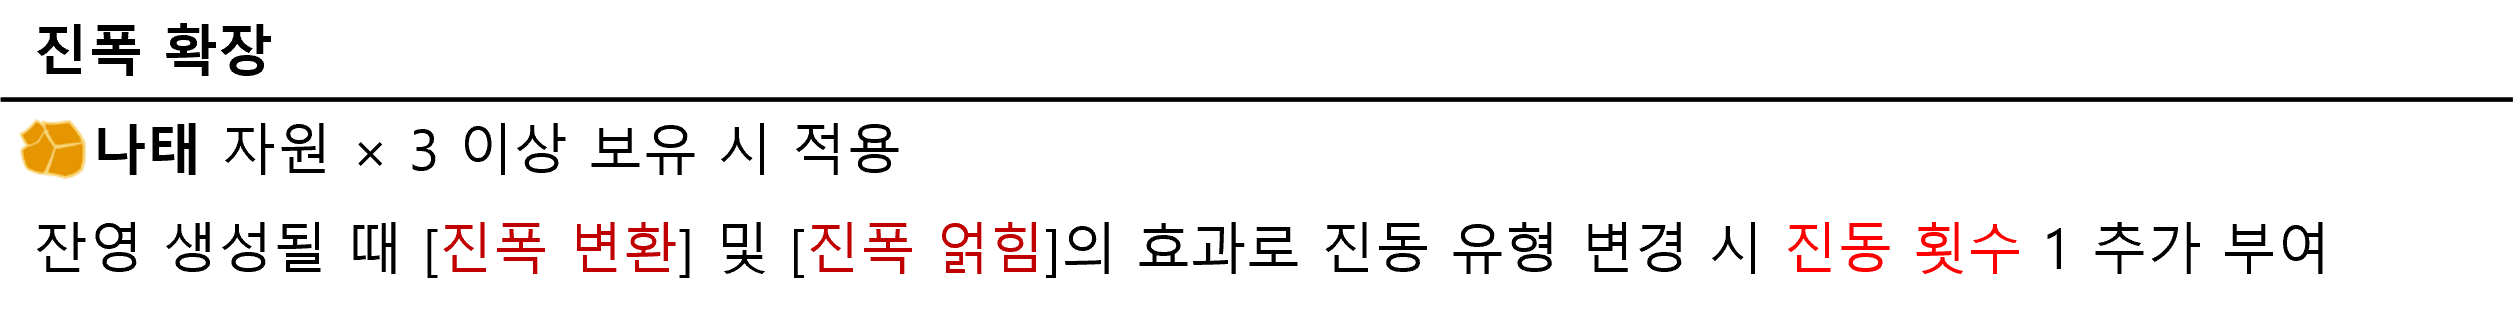 진폭 확장
나태 자원 × 3 이상 보유 시 적용
잔영 생성될 때 [진폭 변환] 및 [진폭 얽힘]의 효과로 진동 유형 변경 시 진동 횟수 1 추가 부여